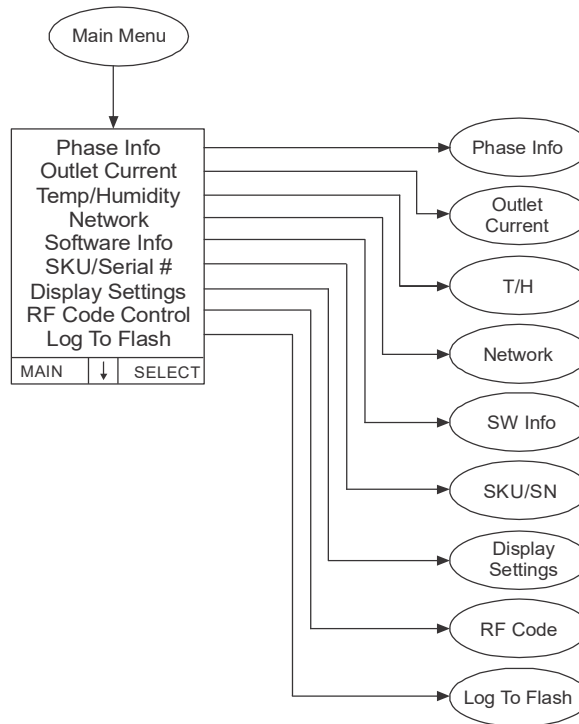 Main Menu
Phase Info
Outlet Current
Temp/Humidity
Network
Software Info
SKU/Serial #
Display Settings
RF Code Control
Log To Flash
MAIN ↓ SELECT
Phase Info
Outlet
Current
T/H
Network
SW Info
SKU/SN
Display
Settings
RF Code
Log To Flash